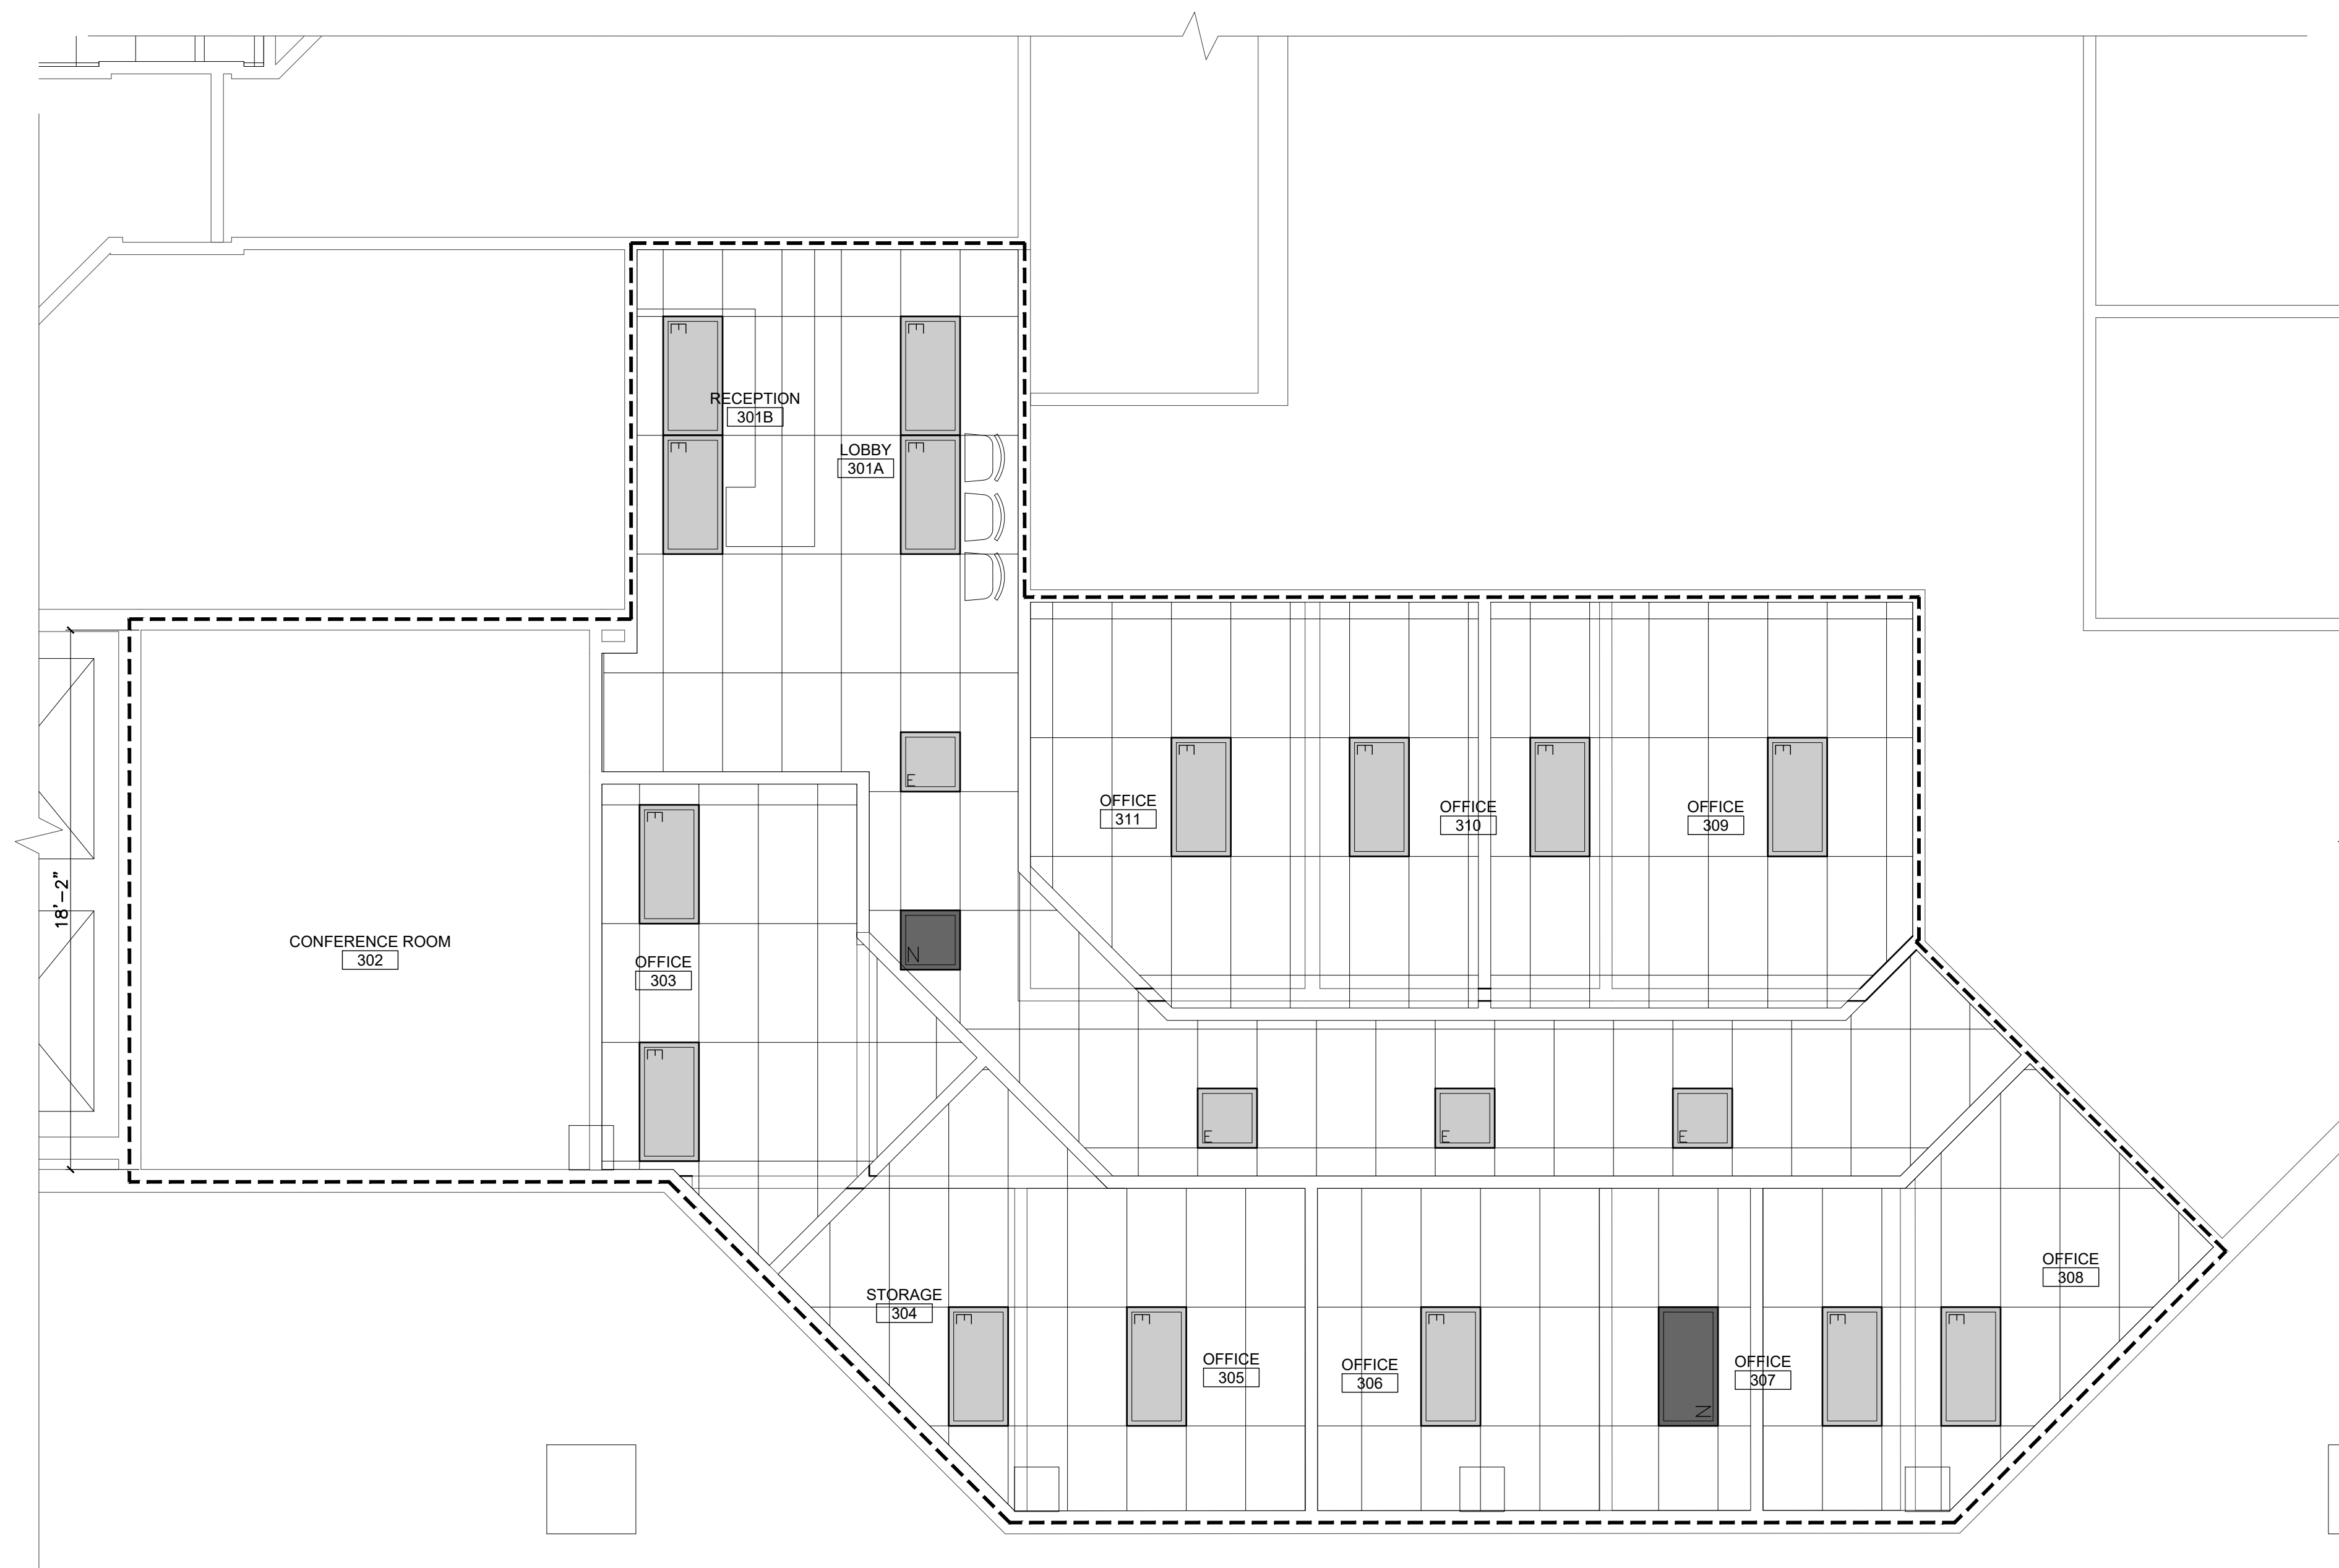 E
E
RECEPTION
301B
E
E
LOBBY
301A
E
E
E
E
E
OFFICE
311
OFFICE
310
OFFICE
309
E
18'-2"
CONFERENCE ROOM
302
OFFICE
303
N
E
E
E
E
STORAGE
304
OFFICE
308
E
E
E
E
E
OFFICE
305
OFFICE
306
OFFICE
307
N